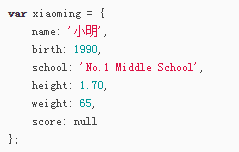 var xiaoming = {
    name: '小明',
    birth: 1990,
    school: 'No.1 Middle School',
    height: 1.70,
    weight: 65,
    score: null
};